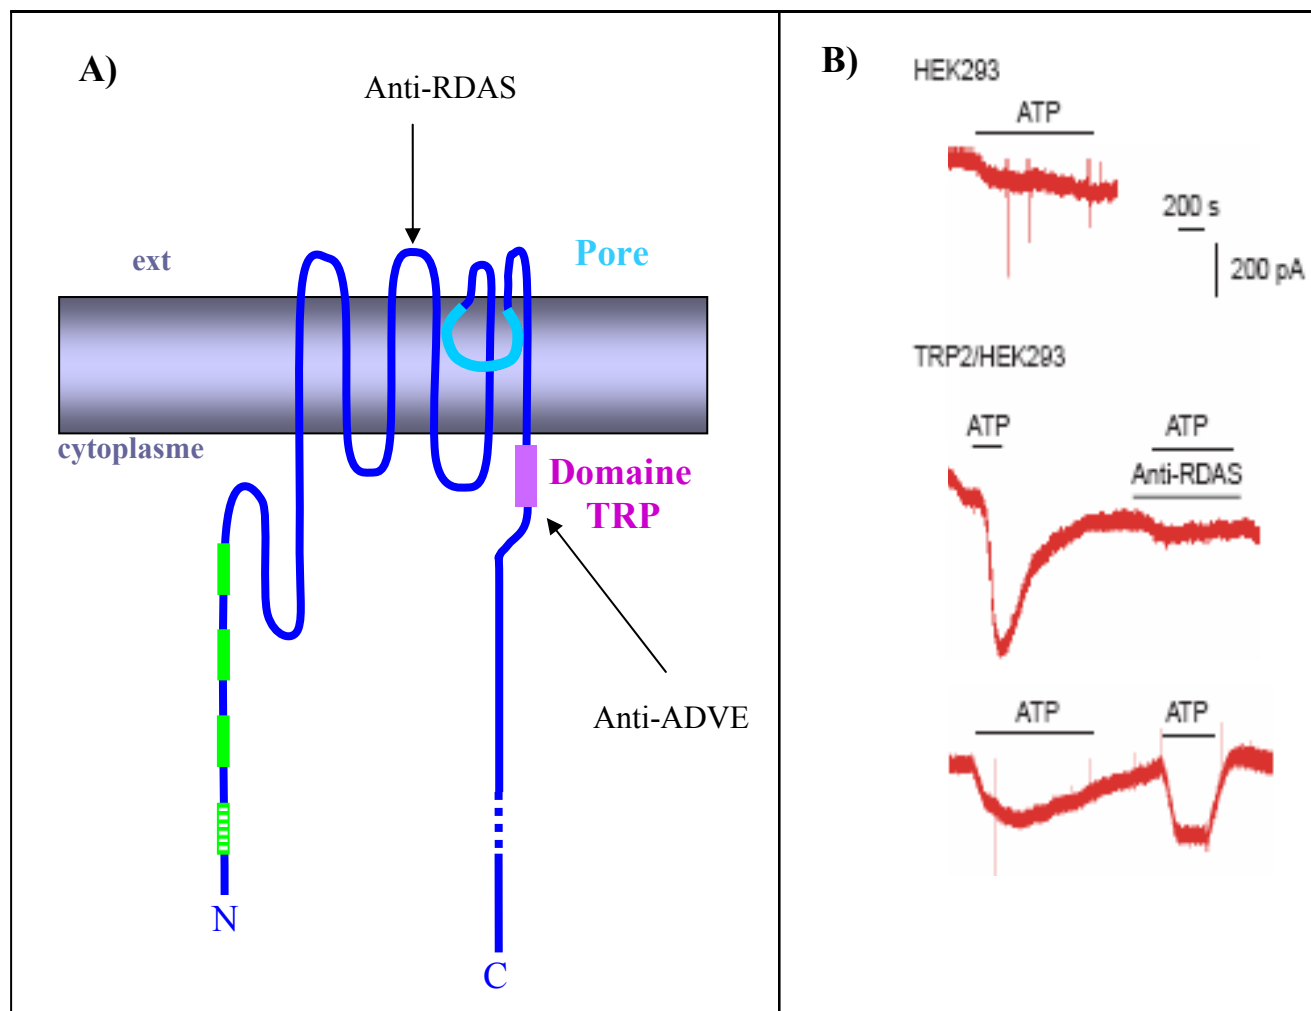 A)
Anti-RDAS
ext
Pore
cytoplasme
Domaine
TRP
Anti-ADVE
N
C
B)
HEK293
ATP
200 s
200 pA
TRP2/HEK293
ATP
ATP
Anti-RDAS
ATP
ATP